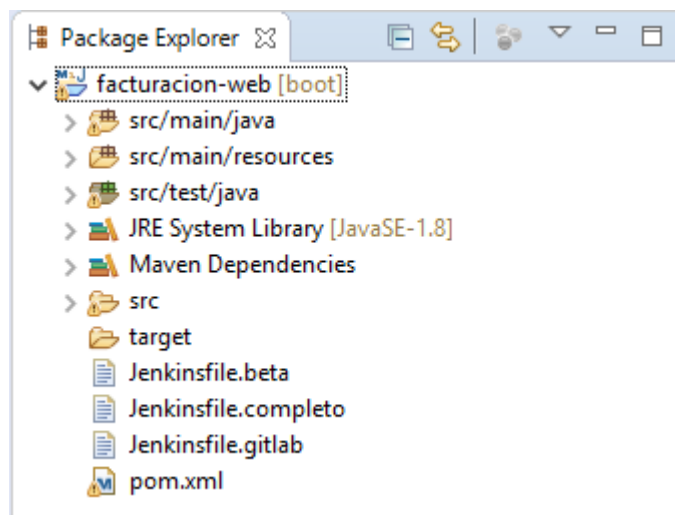 Package Explorer
facturacion-web [boot]
src/main/java
src/main/resources
src/test/java
JRE System Library [JavaSE-1.8]
Maven Dependencies
src
target
Jenkinsfile.beta
Jenkinsfile.completo
Jenkinsfile.gitlab
pom.xml